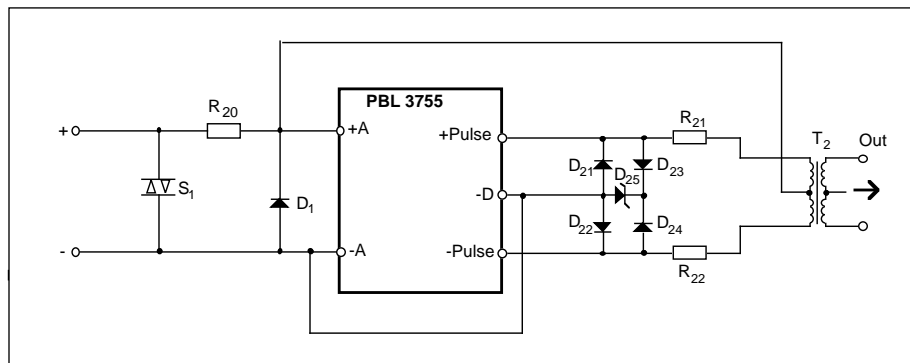 PBL 3755
R20
R21
T2
Out
+
+A
+Pulse
D21
D25
D23
S1
D1
-D
D22
D24
-
-A
-Pulse
R22